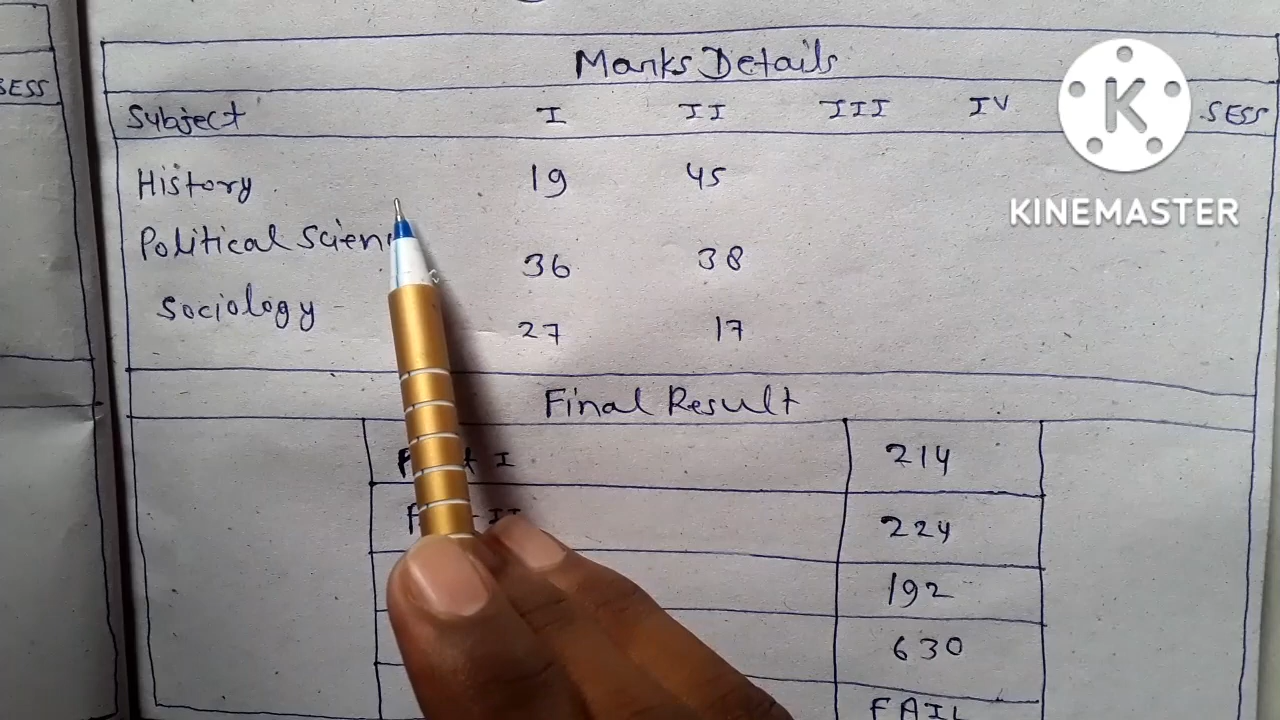 Marks Details
SESS
Subject I II III IV SESS
History 19 45
Political Scien 36 38
Sociology - 27 17
Final Result
I 214
II 224
192
630
FAIL
KINEMASTER